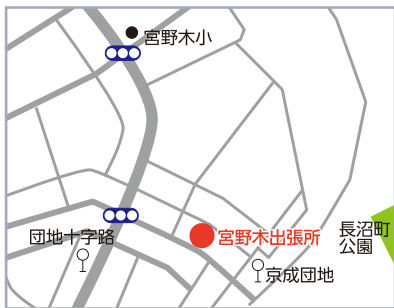 宮野木小
団地十字路
宮野木出張所
京成団地
長沼町
公園